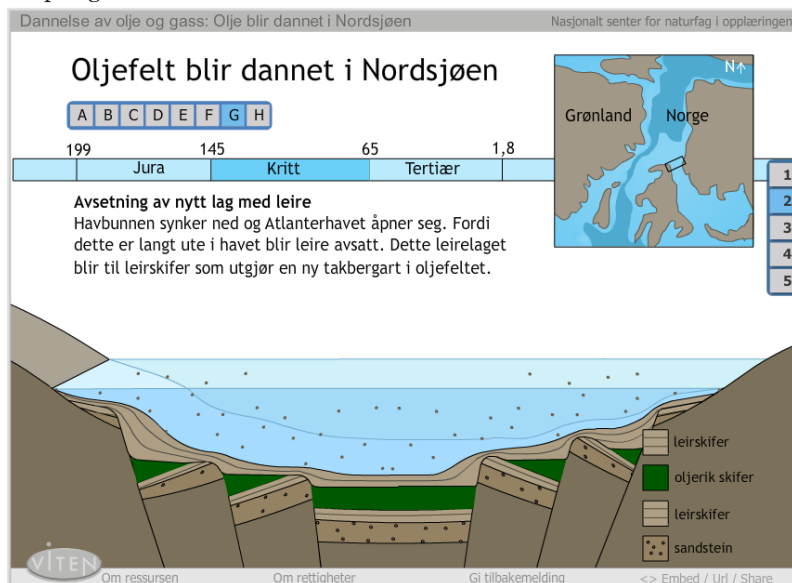 Dannelse av olje og gass: Olje blir dannet i Nordsjøen
Nasjonalt senter for naturfag i opplæringen
Oljefelt blir dannet i Nordsjøen
A B C D E F G H
199 145 65 1,8
Jura Kritt Tertiær
N↑
Grønland Norge
1
2
3
4
5
Avsetning av nytt lag med leire
Havbunnen synker ned og Atlanterhavet åpner seg. Fordi
dette er langt ute i havet blir leire avsatt. Dette leirelaget
blir til leirskifer som utgjør en ny takbergart i oljefeltet.
leirskifer
oljerik skifer
leirskifer
sandstein
VITEN
Om ressursen Om rettigheter Gi tilbakemelding <> Embed / Url / Share